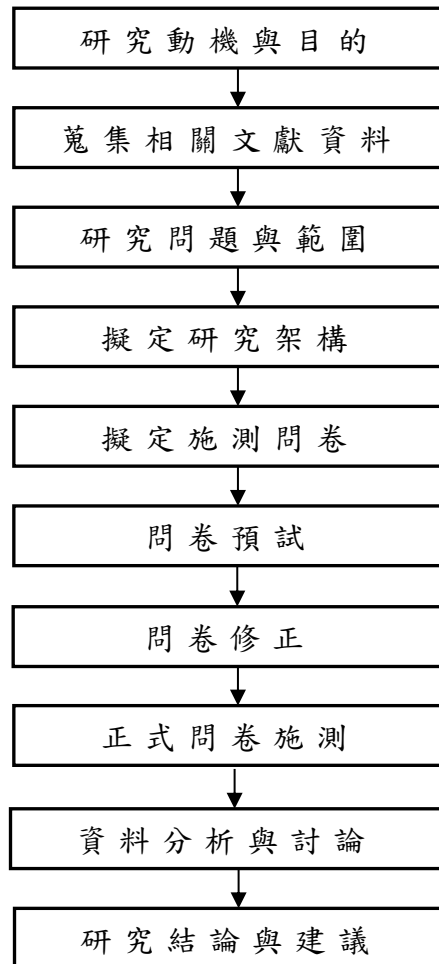 研究動機與目的
蒐集相關文獻資料
研究問題與範圍
擬定研究架構
擬定施測問卷
問卷預試
問卷修正
正式問卷施測
資料分析與討論
研究結論與建議